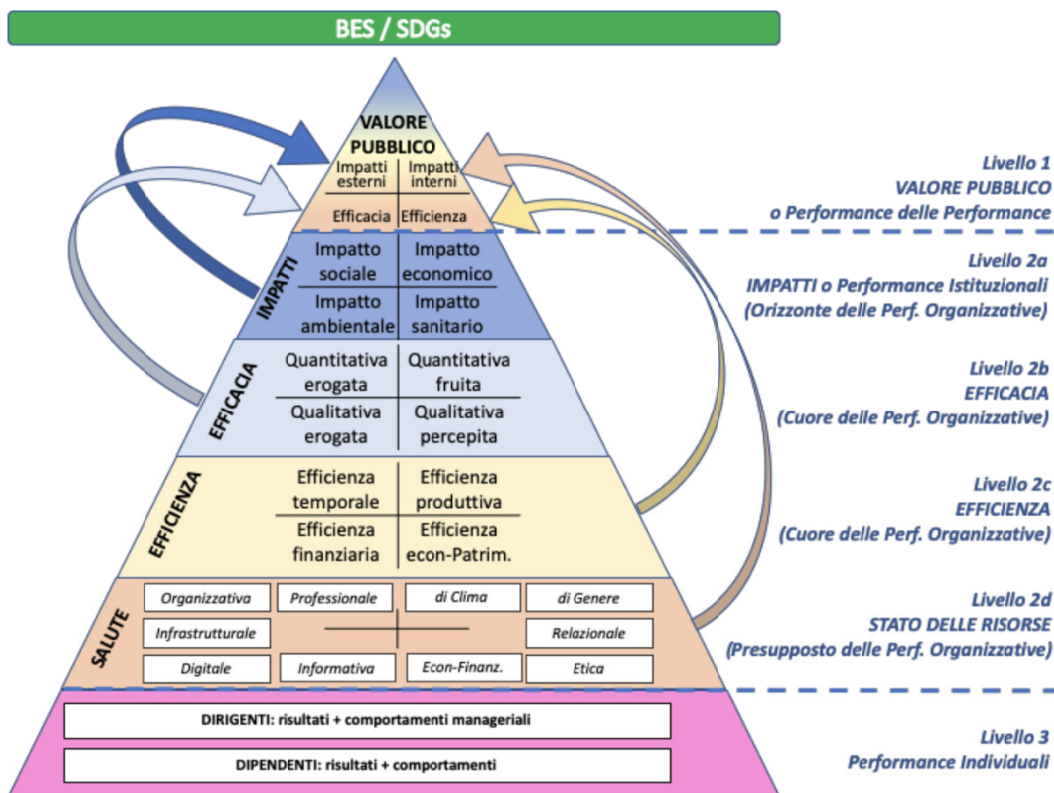 BES / SDGs
VALORE
PUBBLICO
Impatti
esterni
Impatti
interni
Efficacia
Efficienza
Livello 1
VALORE PUBBLICO
o Performance delle Performance
IMPATTI
Impatto
sociale
Impatto
economico
Impatto
ambientale
Impatto
sanitario
Livello 2a
IMPATTI o Performance Istituzionali
(Orizzonte delle Perf. Organizzative)
EFFICACIA
Quantitativa
erogata
Quantitativa
fruita
Qualitativa
erogata
Qualitativa
percepita
Livello 2b
EFFICACIA
(Cuore delle Perf. Organizzative)
EFFICIENZA
Efficienza
temporale
Efficienza
produttiva
Efficienza
finanziaria
Efficienza
econ-Patrim.
Livello 2c
EFFICIENZA
(Cuore delle Perf. Organizzative)
SALUTE
Organizzativa
Professionale
di Clima
di Genere
Infrastrutturale
Relazionale
Digitale
Informativa
Econ-Finanz.
Etica
Livello 2d
STATO DELLE RISORSE
(Presupposto delle Perf. Organizzative)
DIRIGENTI: risultati + comportamenti manageriali
DIPENDENTI: risultati + comportamenti
Livello 3
Performance Individuali